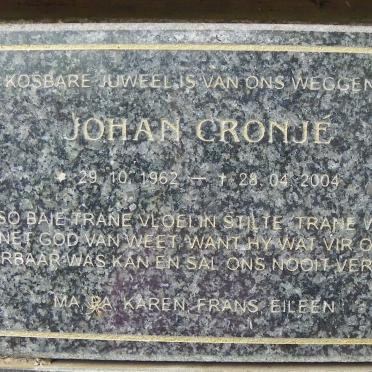 KOSBARE JUWEEL IS VAN ONS WEGGEN
JOHAN CRONJÉ
* 29. 10. 1962 — † 28. 04. 2004
SO BAIE TRANE VLOEI IN STILTE, TRANE W
NET GOD VAN WEET, WANT HY WAT VIR O
RBAAR WAS KAN EN SAL ONS NOOIT VER
MA, PA, KAREN, FRANS, EILEEN